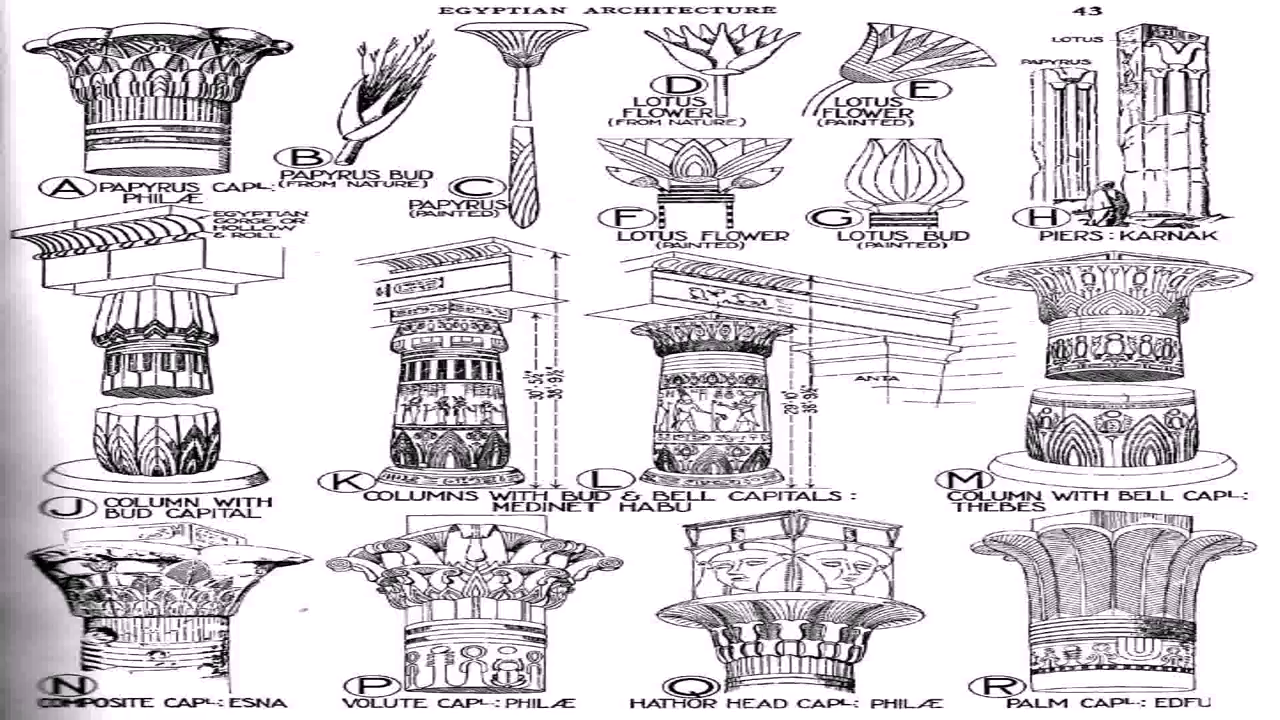 EGYPTIAN ARCHITECTURE 43
A PAPYRUS CAPL:
PHILÆ
B
PAPYRUS BUD
(FROM NATURE)
C
PAPYRUS
(PAINTED)
D
LOTUS
FLOWER
(FROM NATURE)
E
LOTUS
FLOWER
(PAINTED)
F
LOTUS FLOWER
(PAINTED)
G
LOTUS BUD
(PAINTED)
LOTUS
PAPYRUS
H
PIERS: KARNAK
EGYPTIAN
GORGE OR
HOLLOW
& ROLL
J COLUMN WITH
BUD CAPITAL
K
L
COLUMNS WITH BUD & BELL CAPITALS:
MEDINET HABU
ANTA
M
COLUMN WITH BELL CAPL:
THEBES
N
COMPOSITE CAPL: ESNA
P
VOLUTE CAPL: PHILÆ
Q
HATHOR HEAD CAPL: PHILÆ
R
PALM CAPL: EDFU